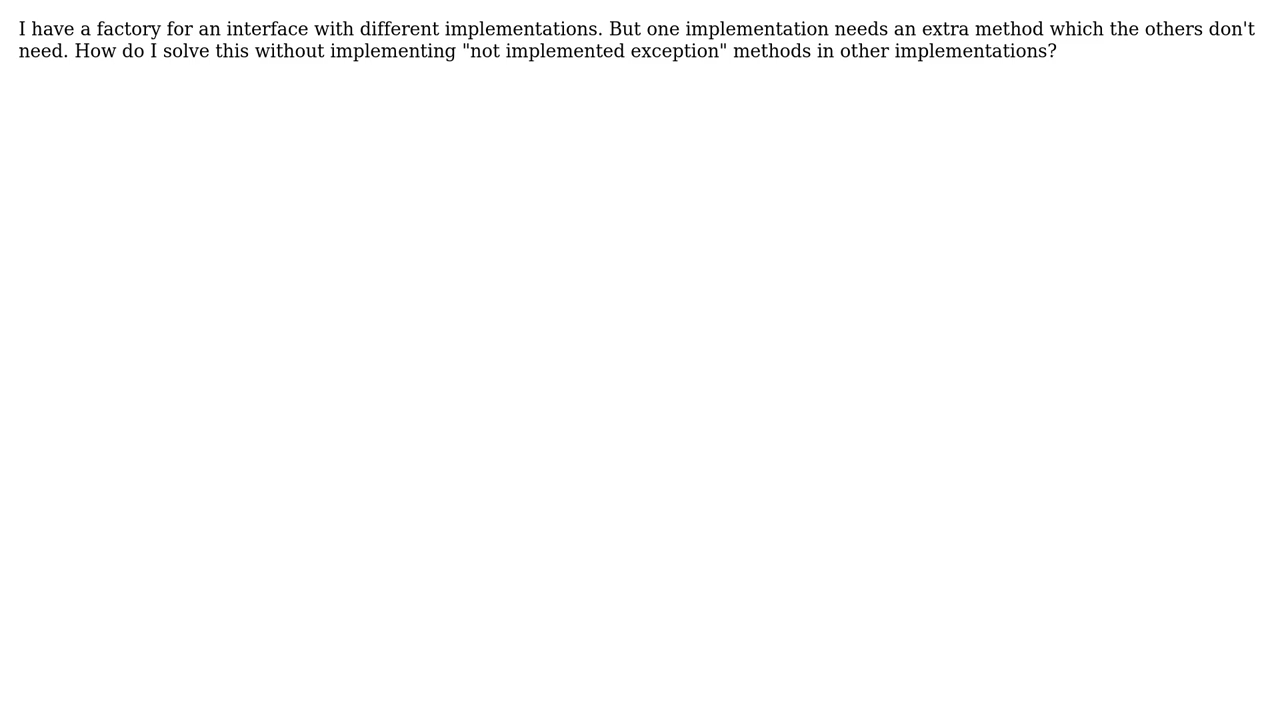 I have a factory for an interface with different implementations. But one implementation needs an extra method which the others don't
need. How do I solve this without implementing "not implemented exception" methods in other implementations?